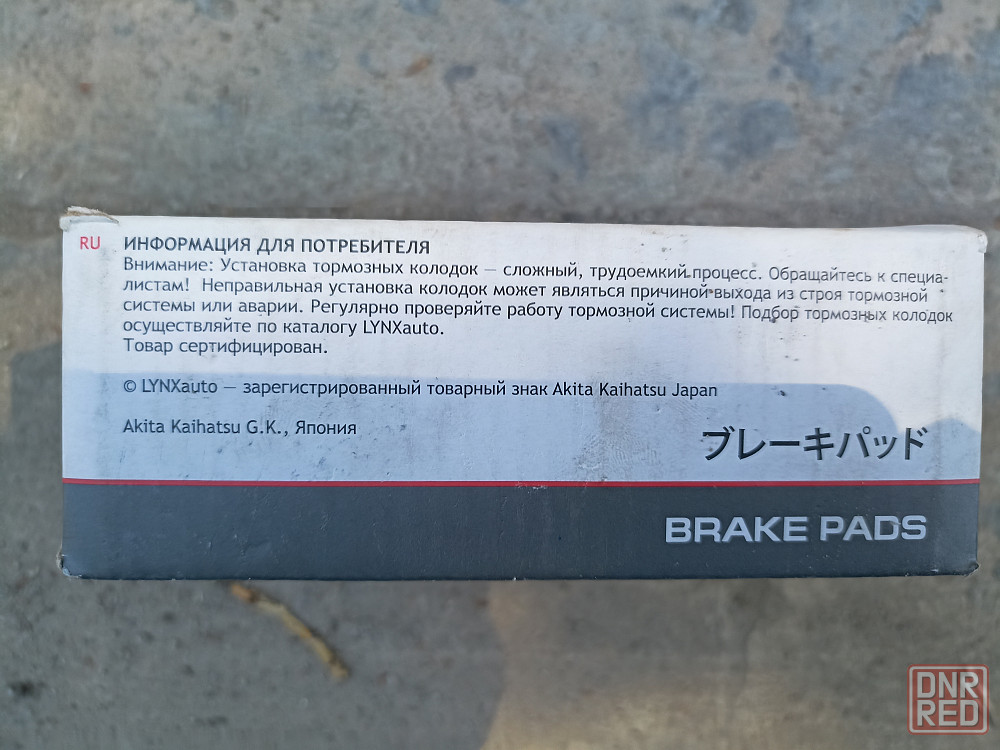 RU
ИНФОРМАЦИЯ ДЛЯ ПОТРЕБИТЕЛЯ
Внимание: Установка тормозных колодок — сложный, трудоемкий процесс. Обращайтесь к специа-
листам! Неправильная установка колодок может являться причиной выхода из строя тормозной
системы или аварии. Регулярно проверяйте работу тормозной системы! Подбор тормозных колодок
осуществляйте по каталогу LYNXauto.
Товар сертифицирован.
© LYNXauto — зарегистрированный товарный знак Akita Kaihatsu Japan
Akita Kaihatsu G.K., Япония
ブレーキパッド
BRAKE PADS
DNR
RED